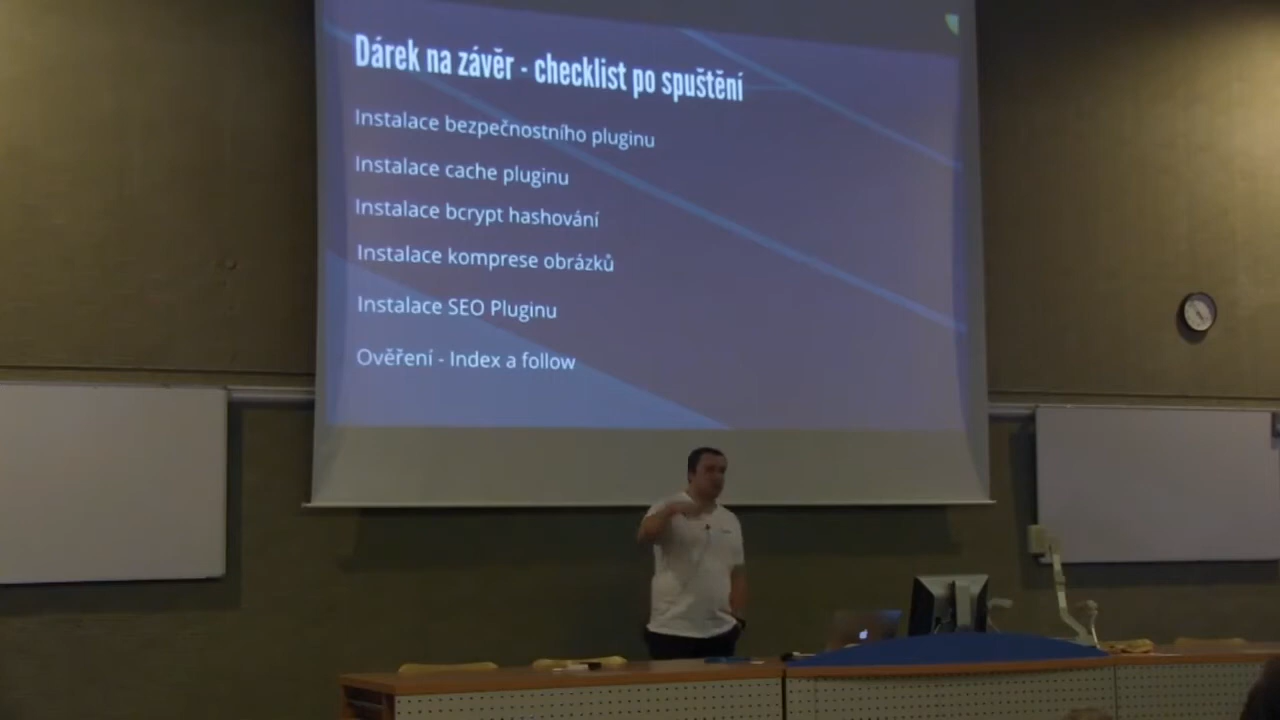 Dárek na závěr - checklist po spuštění
Instalace bezpečnostního pluginu
Instalace cache pluginu
Instalace bcrypt hashování
Instalace komprese obrázků
Instalace SEO Pluginu
Ověření - Index a follow